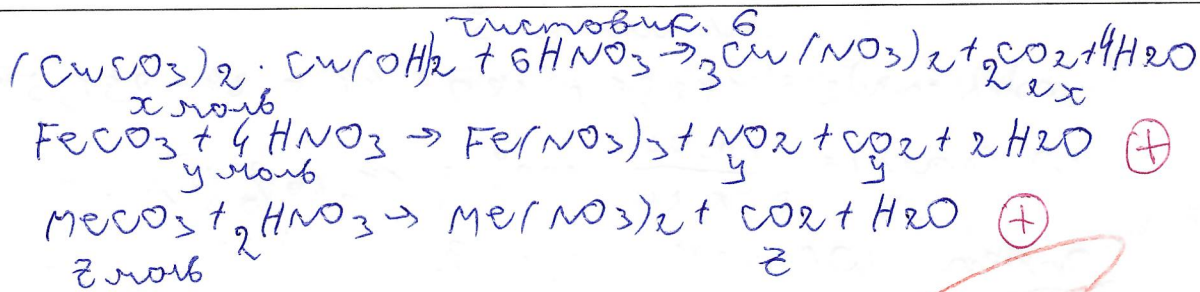 чистовик. 6
(CuCO3)2 · Cu(OH)2 + 6HNO3 → 3Cu(NO3)2 + 2CO2 + 4H2O
x моль 2x
FeCO3 + 4HNO3 → Fe(NO3)3 + NO2 + CO2 + 2H2O +
y моль y y
MeCO3 + 2HNO3 → Me(NO3)2 + CO2 + H2O +
z моль z